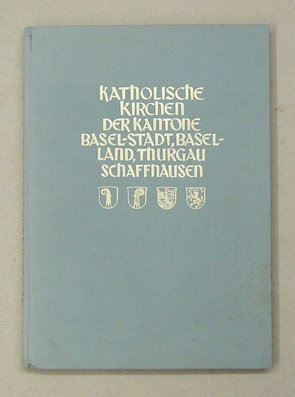 KATHOLISCHE
KIRCHEN
DER KANTONE
BASEL-STADT, BASEL-
LAND, THURGAU
SCHAFFHAUSEN